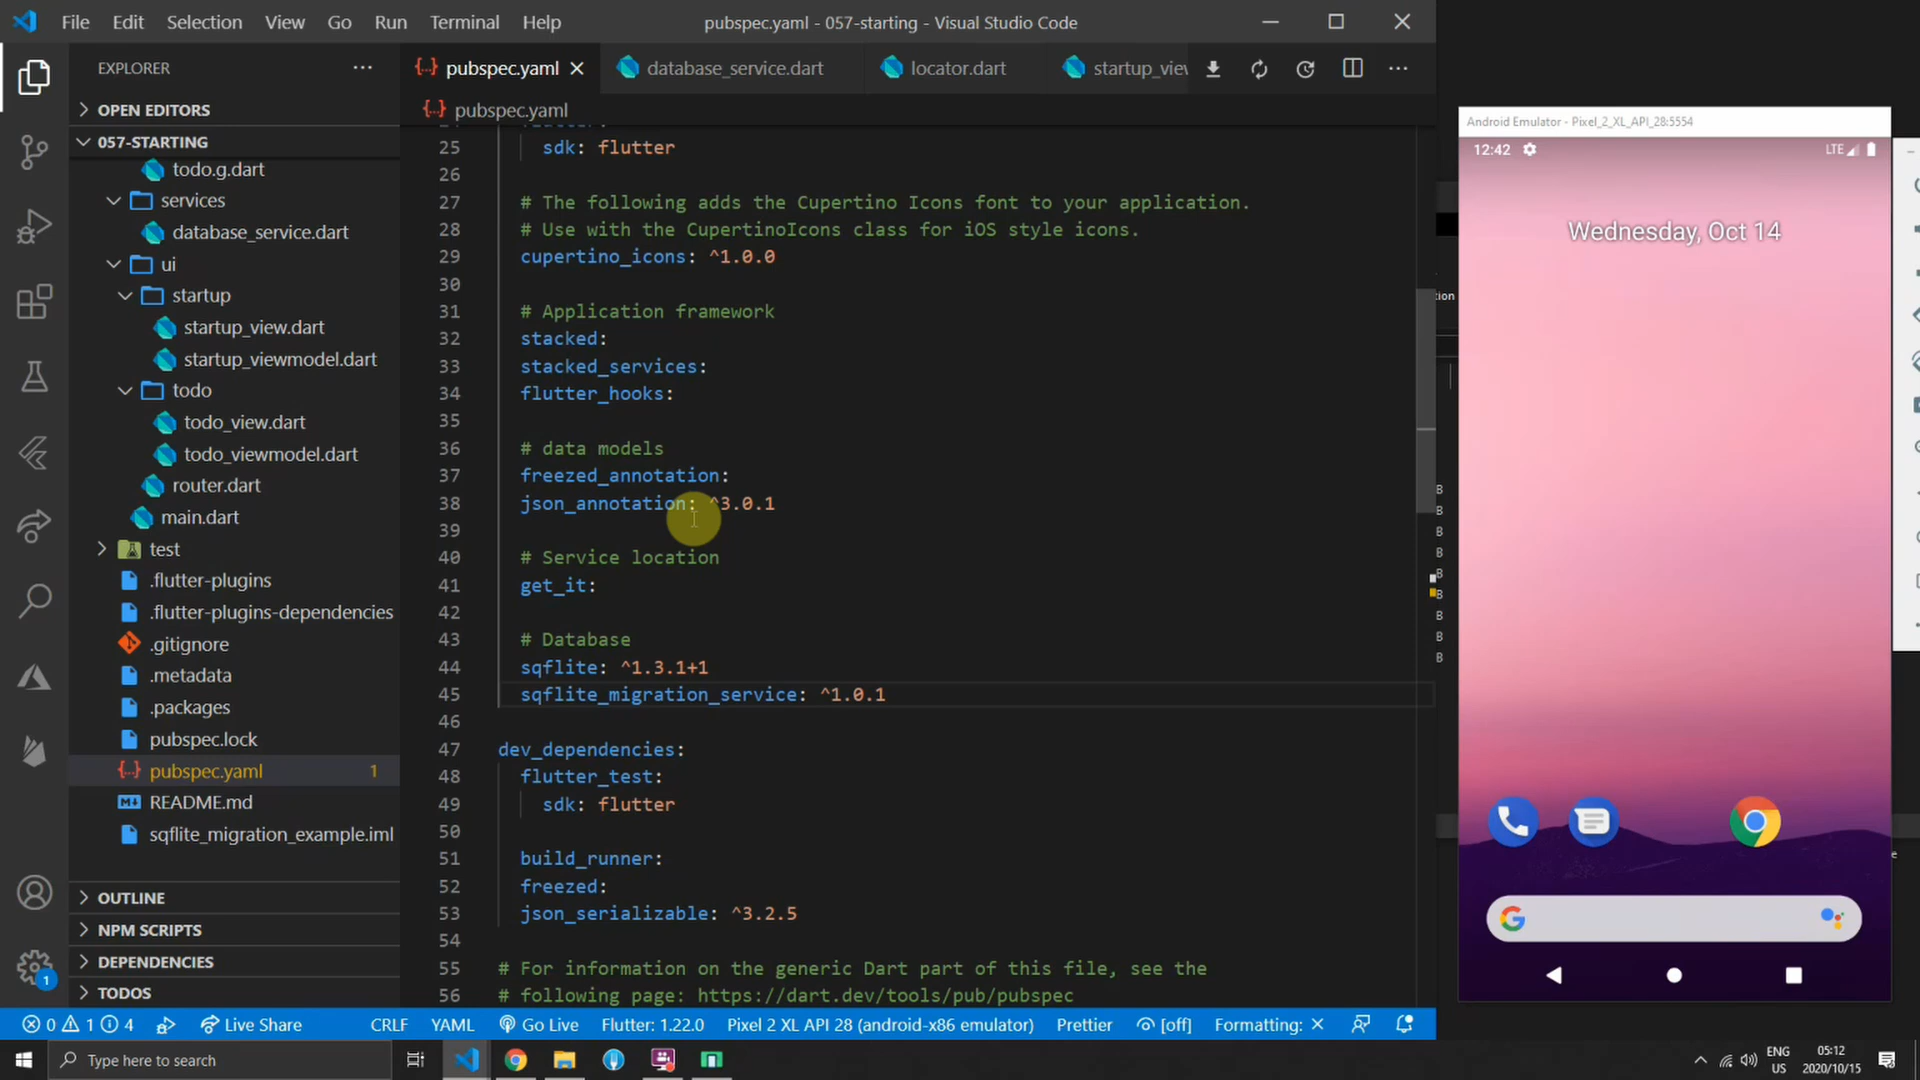 File Edit Selection View Go Run Terminal Help
pubspec.yaml - 057-starting - Visual Studio Code
EXPLORER
OPEN EDITORS
057-STARTING
todo.g.dart
services
database_service.dart
ui
startup
startup_view.dart
startup_viewmodel.dart
todo
todo_view.dart
todo_viewmodel.dart
router.dart
main.dart
test
.flutter-plugins
.flutter-plugins-dependencies
.gitignore
.metadata
.packages
pubspec.lock
pubspec.yaml 1
README.md
sqflite_migration_example.iml
OUTLINE
NPM SCRIPTS
DEPENDENCIES
TODOS
1
pubspec.yaml database_service.dart locator.dart startup_viev
pubspec.yaml
25 sdk: flutter
26
27 # The following adds the Cupertino Icons font to your application.
28 # Use with the CupertinoIcons class for iOS style icons.
29 cupertino_icons: ^1.0.0
30
31 # Application framework
32 stacked:
33 stacked_services:
34 flutter_hooks:
35
36 # data models
37 freezed_annotation:
38 json_annotation: ^3.0.1
39
40 # Service location
41 get_it:
42
43 # Database
44 sqflite: ^1.3.1+1
45 sqflite_migration_service: ^1.0.1
46
47 dev_dependencies:
48 flutter_test:
49 sdk: flutter
50
51 build_runner:
52 freezed:
53 json_serializable: ^3.2.5
54
55 # For information on the generic Dart part of this file, see the
56 # following page: https://dart.dev/tools/pub/pubspec
Android Emulator - Pixel_2_XL_API_28:5554
12:42 LTE
Wednesday, Oct 14
0 1 4 Live Share CRLF YAML Go Live Flutter: 1.22.0 Pixel 2 XL API 28 (android-x86 emulator) Prettier [off] Formatting: ×
Type here to search
ENG
US
05:12
2020/10/15